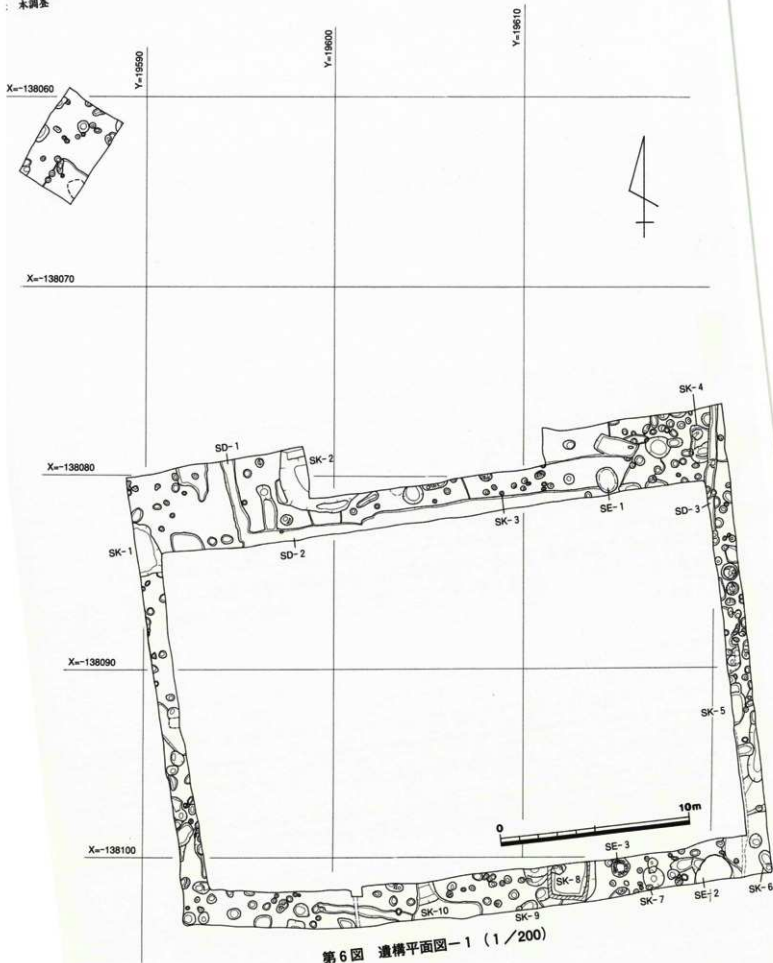 本調査
Y=19590
Y=19600
Y=19610
X=-138060
X=-138070
SK-4
SD-1
SK-2
X=-138080
SK-3
SE-1
SD-3
SK-1
SD-2
X=-138090
SK-5
0
10m
X=-138100
SE-3
SK-8
SK-10
SK-9
SK-7
SE-2
SK-6
第6図 遺構平面図-1(1/200)